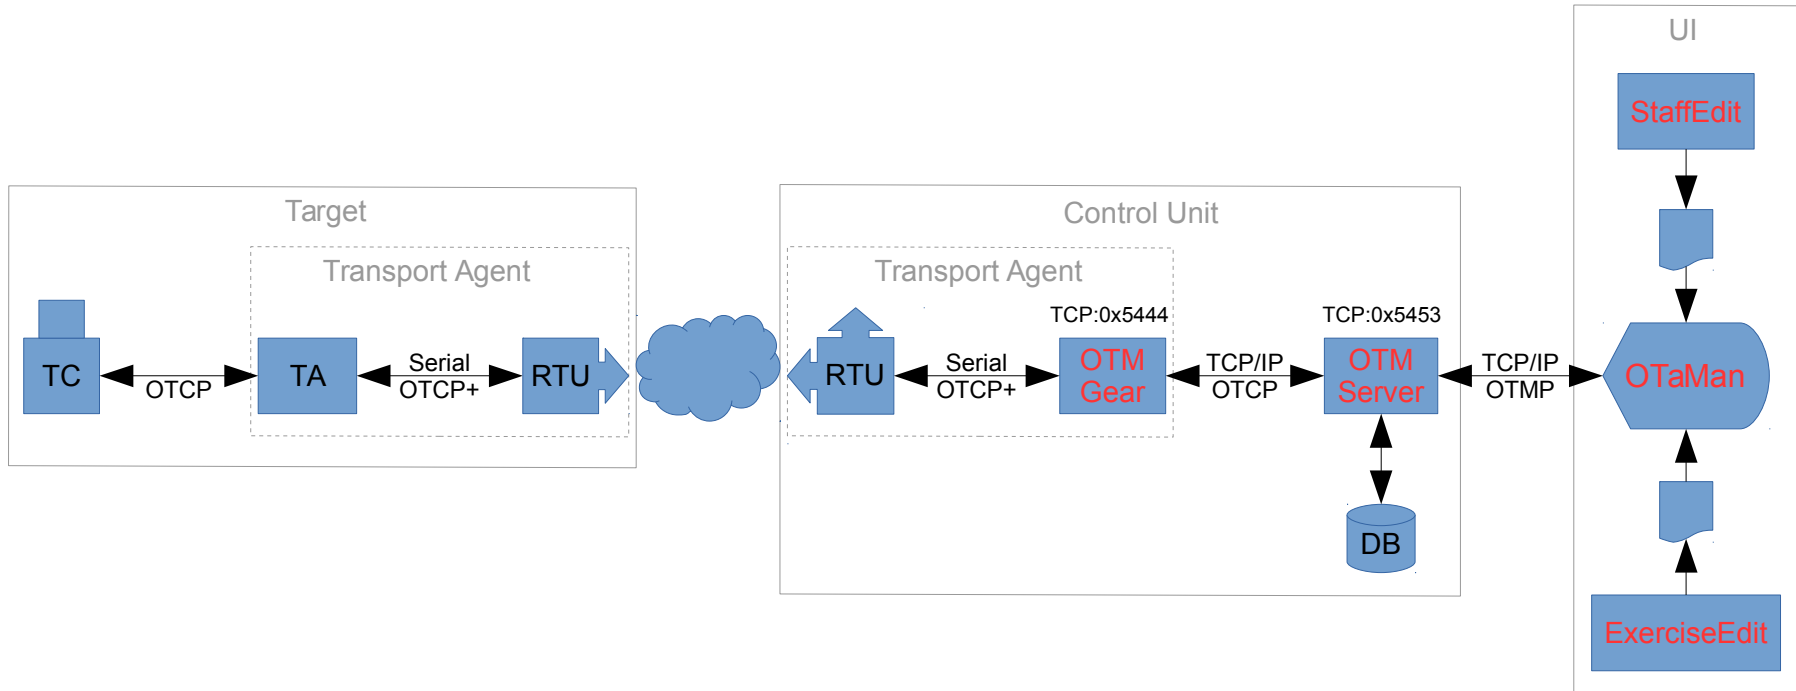 UI
StaffEdit
Target
Control Unit
Transport Agent
Transport Agent
TCP:0x5444
TCP:0x5453
TC
OTCP
TA
Serial
OTCP+
RTU
RTU
Serial
OTCP+
OTM
Gear
TCP/IP
OTCP
OTM
Server
TCP/IP
OTMP
OTaMan
DB
ExerciseEdit